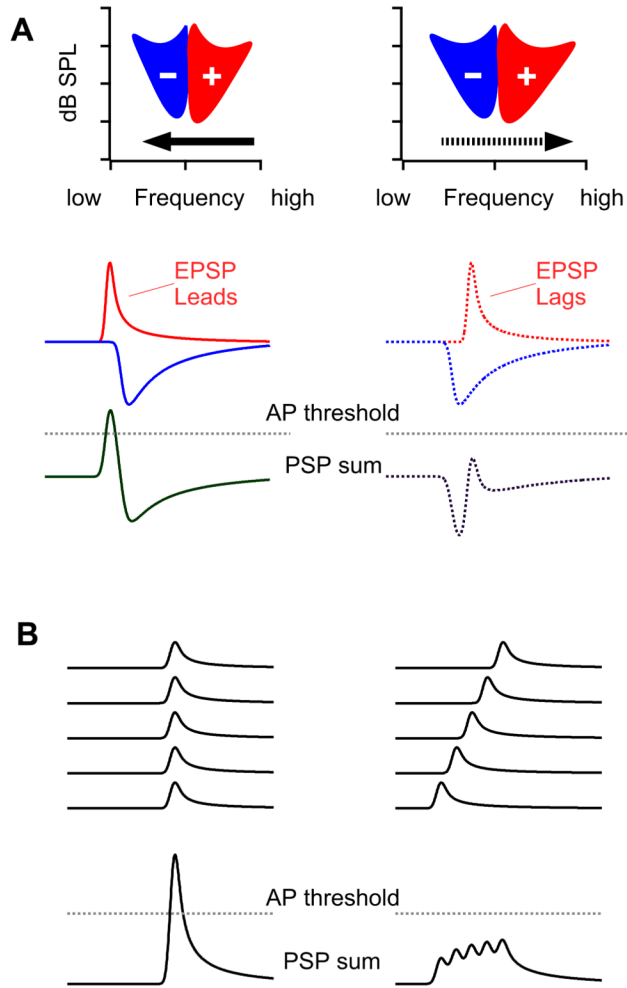 A
dB SPL
− +
− +
low Frequency high
low Frequency high
EPSP
Leads
EPSP
Lags
AP threshold
PSP sum
B
AP threshold
PSP sum